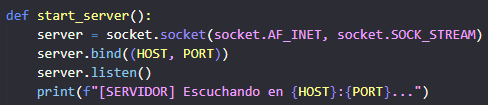 def start_server():
    server = socket.socket(socket.AF_INET, socket.SOCK_STREAM)
    server.bind((HOST, PORT))
    server.listen()
    print(f"[SERVIDOR] Escuchando en {HOST}:{PORT}...")